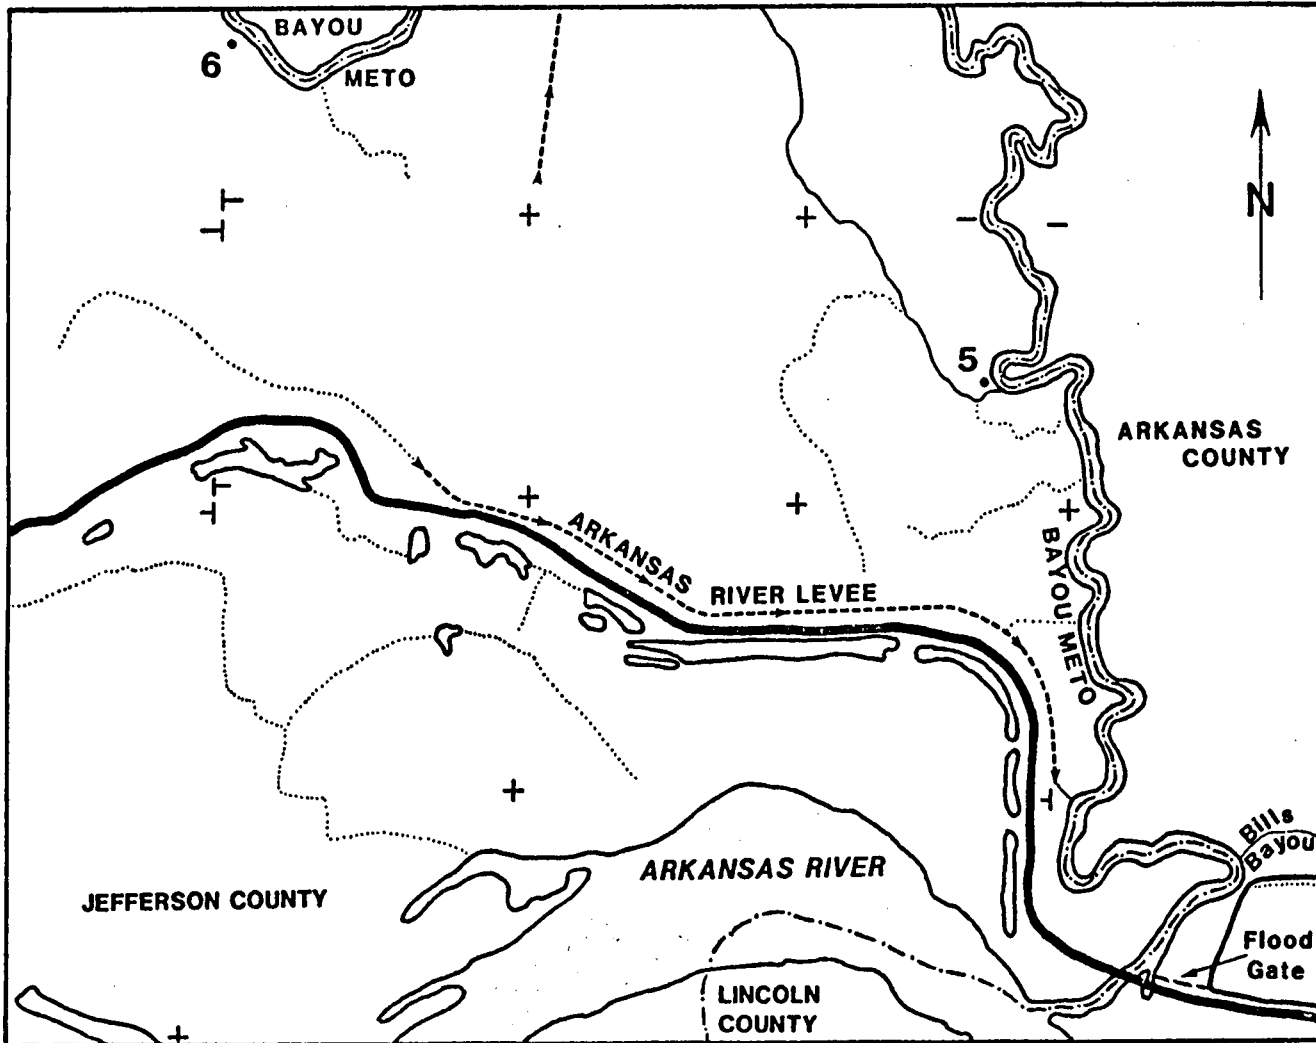 BAYOU
6
METO
N
5
ARKANSAS
COUNTY
ARKANSAS
RIVER LEVEE
BAYOU METO
Bills
Bayou
ARKANSAS RIVER
JEFFERSON COUNTY
Flood
Gate
LINCOLN
COUNTY